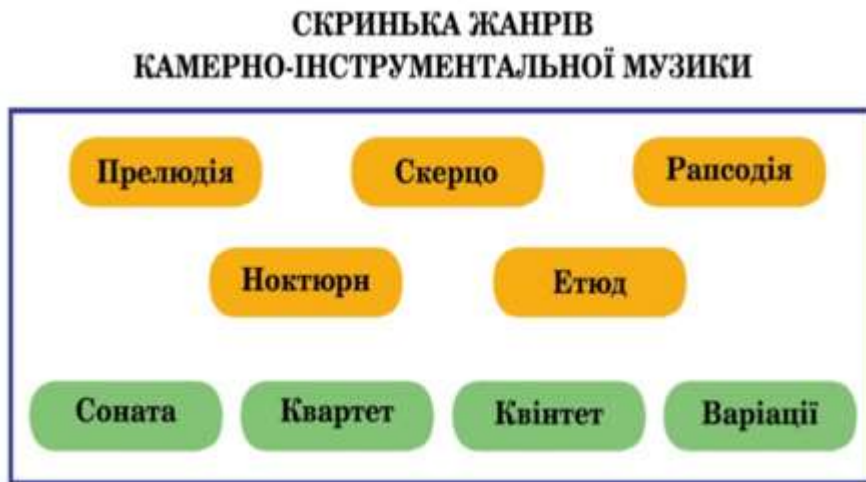 СКРИНЬКА ЖАНРІВ
КАМЕРНО-ІНСТРУМЕНТАЛЬНОЇ МУЗИКИ
Прелюдія Скерцо Рапсодія
Ноктюрн Етюд
Соната Квартет Квінтет Варіації